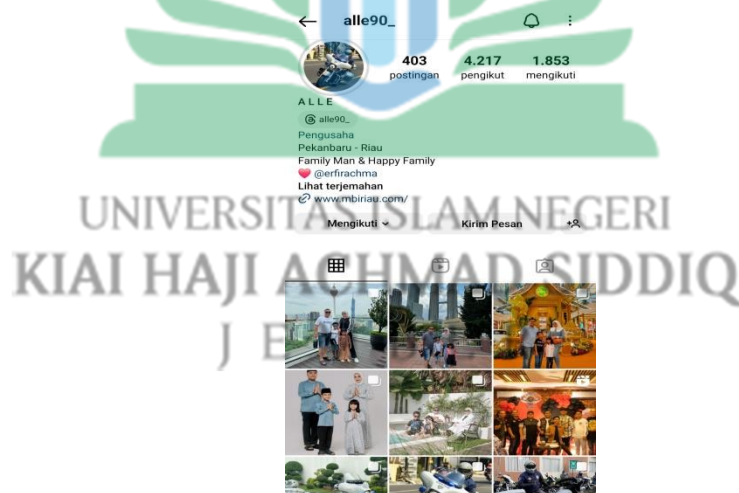 alle90_
403 4.217 1.853
postingan pengikut mengikuti
A L L E
alle90_
Pengusaha
Pekanbaru - Riau
Family Man & Happy Family
❤ @erfirachma
Lihat terjemahan
www.mbiriau.com/
UNIVERSITAS ISLAM NEGERI
Mengikuti Kirim Pesan
KIAI HAJI ACHMAD SIDDIQ
J E